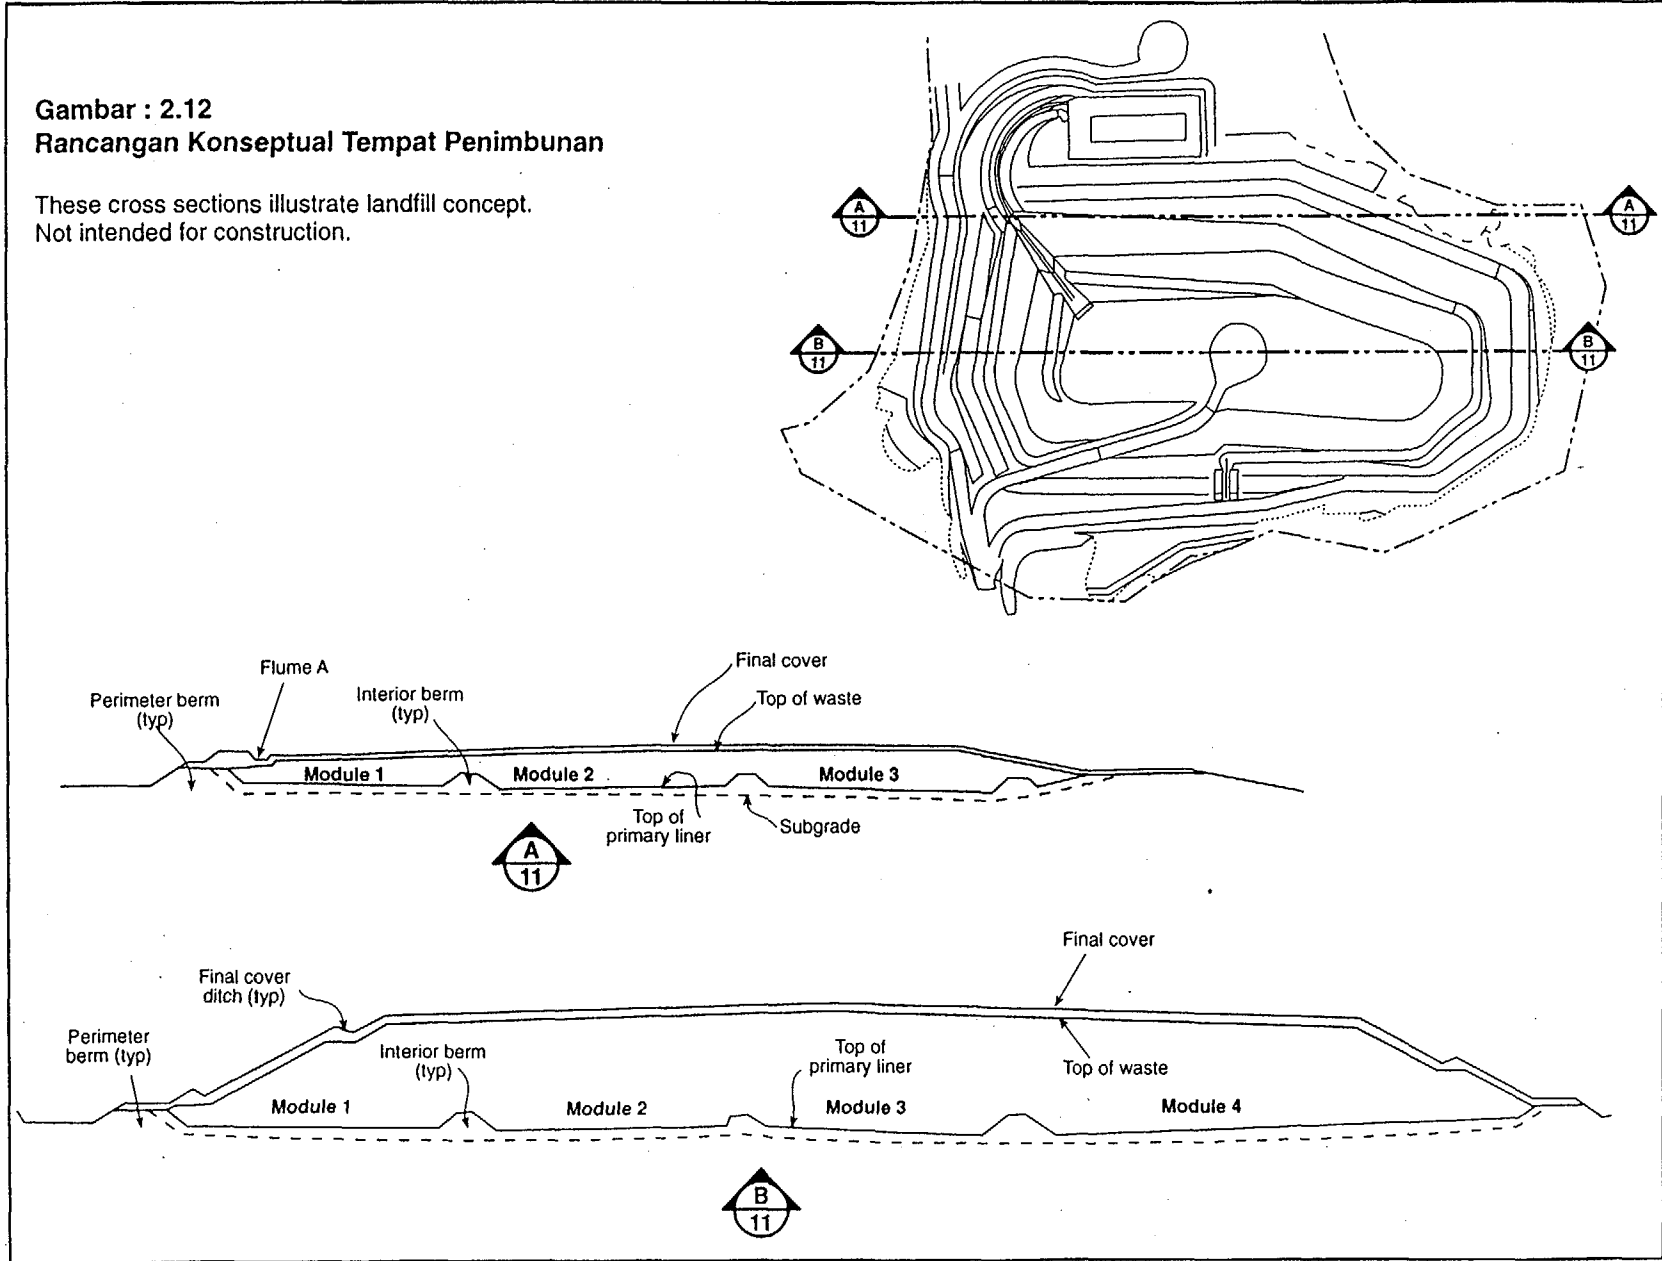 Gambar : 2.12
Rancangan Konseptual Tempat Penimbunan
These cross sections illustrate landfill concept.
Not intended for construction.
A
11
A
11
B
11
B
11
Flume A
Perimeter berm
(typ)
Interior berm
(typ)
Final cover
Top of waste
Module 1
Module 2
Module 3
Top of
primary liner
Subgrade
A
11
Final cover
Final cover
ditch (typ)
Perimeter
berm (typ)
Interior berm
(typ)
Top of
primary liner
Top of waste
Module 1
Module 2
Module 3
Module 4
B
11